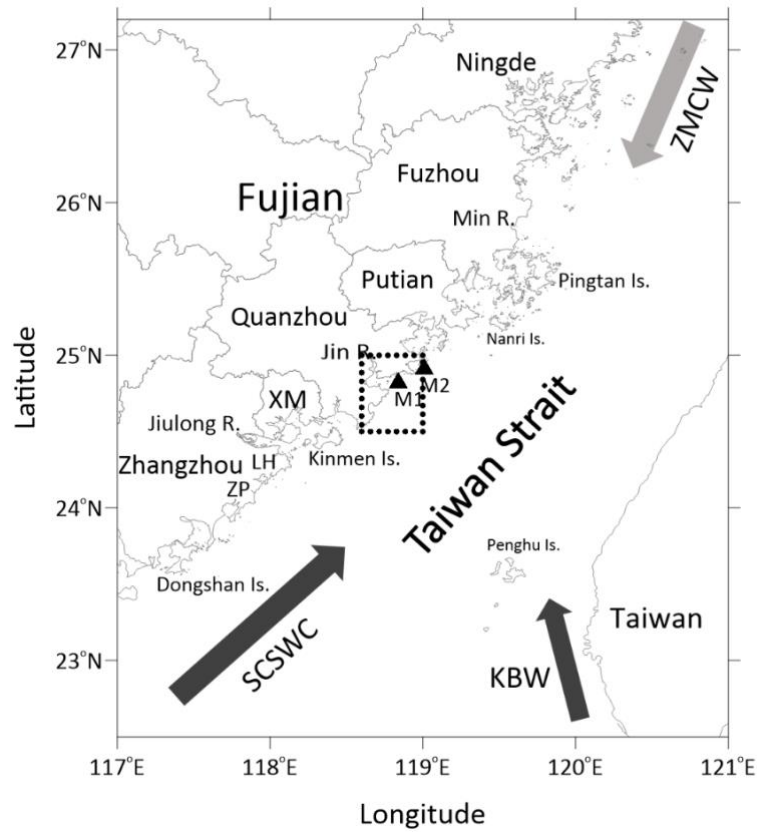 27°N
Ningde
ZMCW
Fuzhou
Fujian
26°N
Min R.
Putian
Pingtan Is.
Quanzhou
Nanri Is.
Jin R.
25°N
M2
M1
XM
Jiulong R.
Kinmen Is.
Zhangzhou
LH
ZP
Taiwan Strait
24°N
Penghu Is.
Dongshan Is.
Taiwan
23°N
SCSWC
KBW
117°E
118°E
119°E
120°E
121°E
Latitude
Longitude